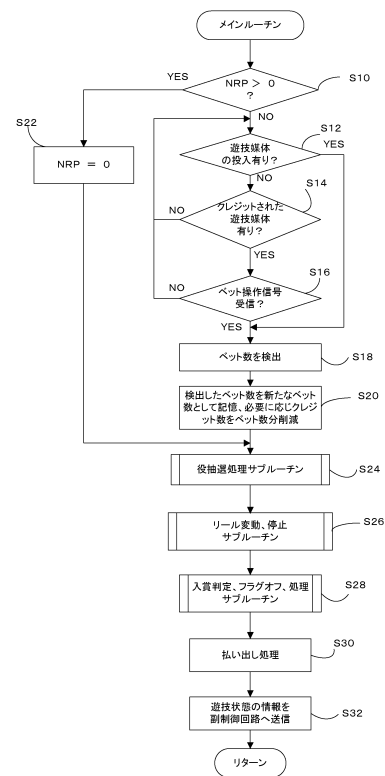 メインルーチン
YES
NRP > 0
?
S10
NO
S22
NRP = 0
遊技媒体
の投入有り?
S12
YES
NO
クレジットされた
遊技媒体
有り?
S14
NO
YES
ベット操作信号
受信?
S16
NO
YES
ベット数を検出
S18
検出したベット数を新たなベット
数として記憶、必要に応じクレジ
ット数をベット数分削減
S20
役抽選処理サブルーチン
S24
リール変動、停止
サブルーチン
S26
入賞判定、フラグオフ、処理
サブルーチン
S28
払い出し処理
S30
遊技状態の情報を
副制御回路へ送信
S32
リターン